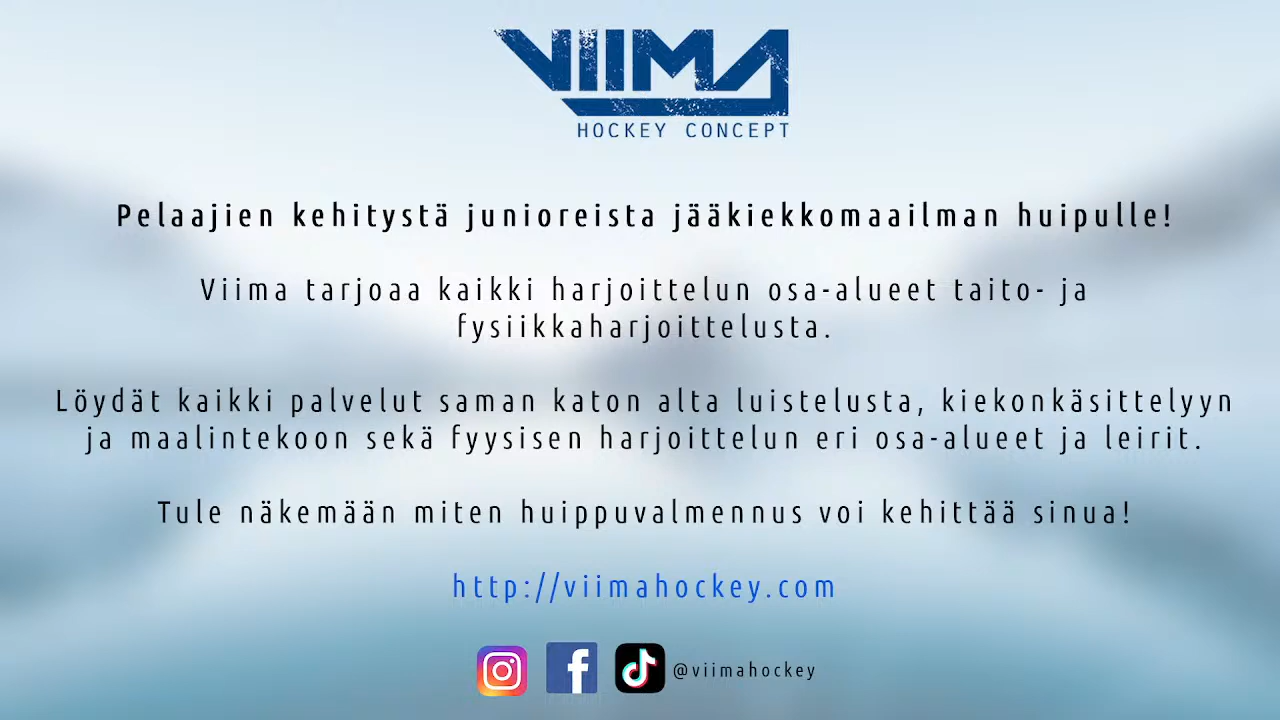 VIIMA
HOCKEY CONCEPT
Pelaajien kehitystä junioreista jääkiekkomaailman huipulle!
Viima tarjoaa kaikki harjoittelun osa-alueet taito- ja
fysiikkaharjoittelusta.
Löydät kaikki palvelut saman katon alta luistelusta, kiekonkäsittelyyn
ja maalintekoon sekä fyysisen harjoittelun eri osa-alueet ja leirit.
Tule näkemään miten huippuvalmennus voi kehittää sinua!
http://viimahockey.com
@viimahockey